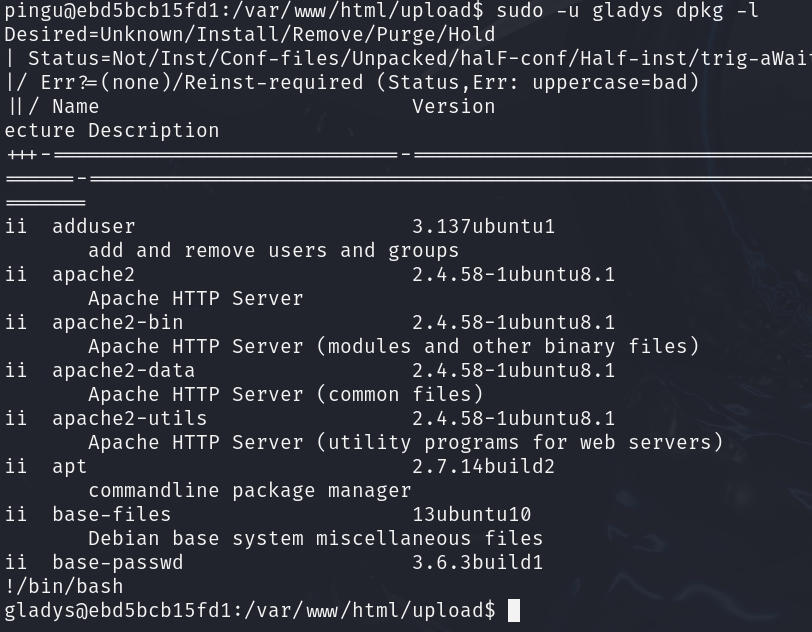 pingu@ebd5bcb15fd1:/var/www/html/upload$ sudo -u gladys dpkg -l
Desired=Unknown/Install/Remove/Purge/Hold
| Status=Not/Inst/Conf-files/Unpacked/halF-conf/Half-inst/trig-aWai
|/ Err?=(none)/Reinst-required (Status,Err: uppercase=bad)
||/ Name                          Version
ecture Description
+++-=============================-==================================
======-=============================================================
=======
ii  adduser                       3.137ubuntu1
       add and remove users and groups
ii  apache2                       2.4.58-1ubuntu8.1
       Apache HTTP Server
ii  apache2-bin                   2.4.58-1ubuntu8.1
       Apache HTTP Server (modules and other binary files)
ii  apache2-data                  2.4.58-1ubuntu8.1
       Apache HTTP Server (common files)
ii  apache2-utils                 2.4.58-1ubuntu8.1
       Apache HTTP Server (utility programs for web servers)
ii  apt                           2.7.14build2
       commandline package manager
ii  base-files                    13ubuntu10
       Debian base system miscellaneous files
ii  base-passwd                   3.6.3build1
!/bin/bash
gladys@ebd5bcb15fd1:/var/www/html/upload$